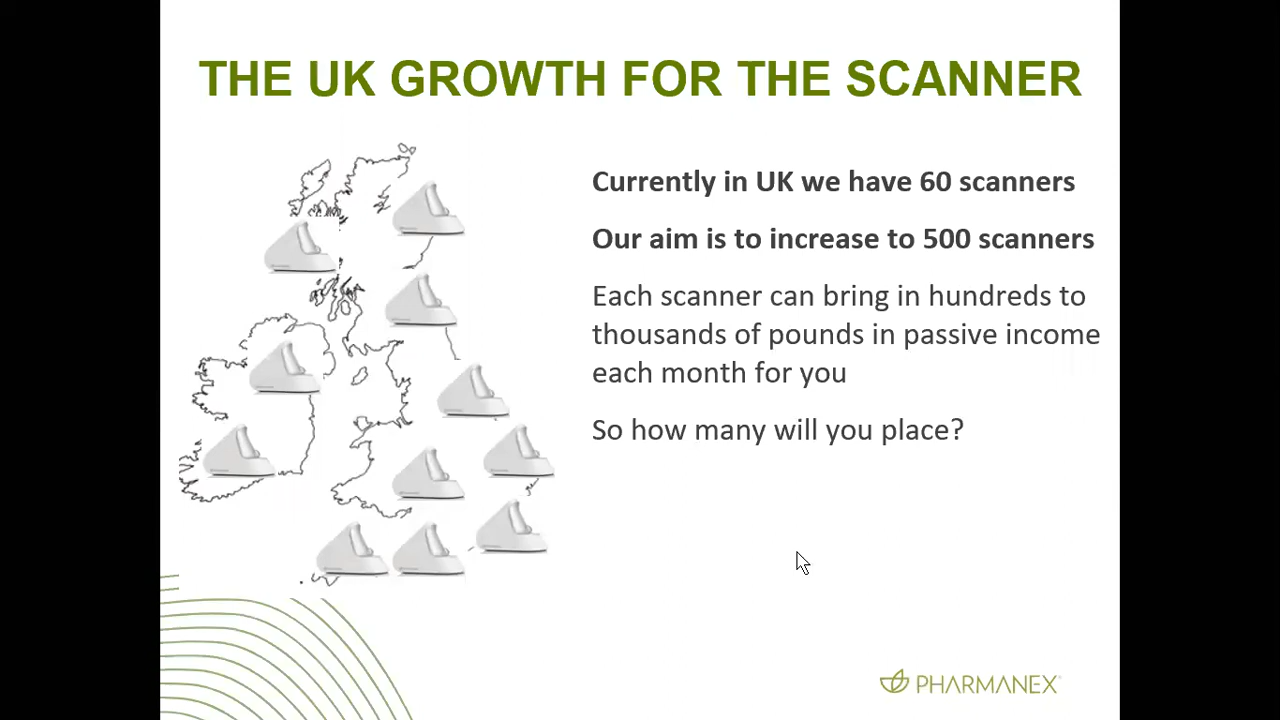 THE UK GROWTH FOR THE SCANNER
Currently in UK we have 60 scanners
Our aim is to increase to 500 scanners
Each scanner can bring in hundreds to
thousands of pounds in passive income
each month for you
So how many will you place?
PHARMANEX